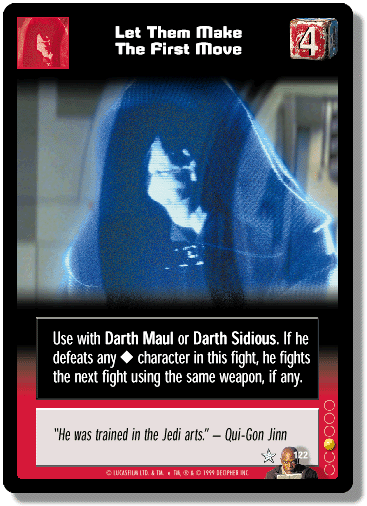 Let Them Make
The First Move
4
Use with Darth Maul or Darth Sidious. If he
defeats any ◆ character in this fight, he fights
the next fight using the same weapon, if any.
"He was trained in the Jedi arts." – Qui-Gon Jinn
122
© LUCASFILM LTD. & TM. • TM, ® & © 1999 DECIPHER INC.